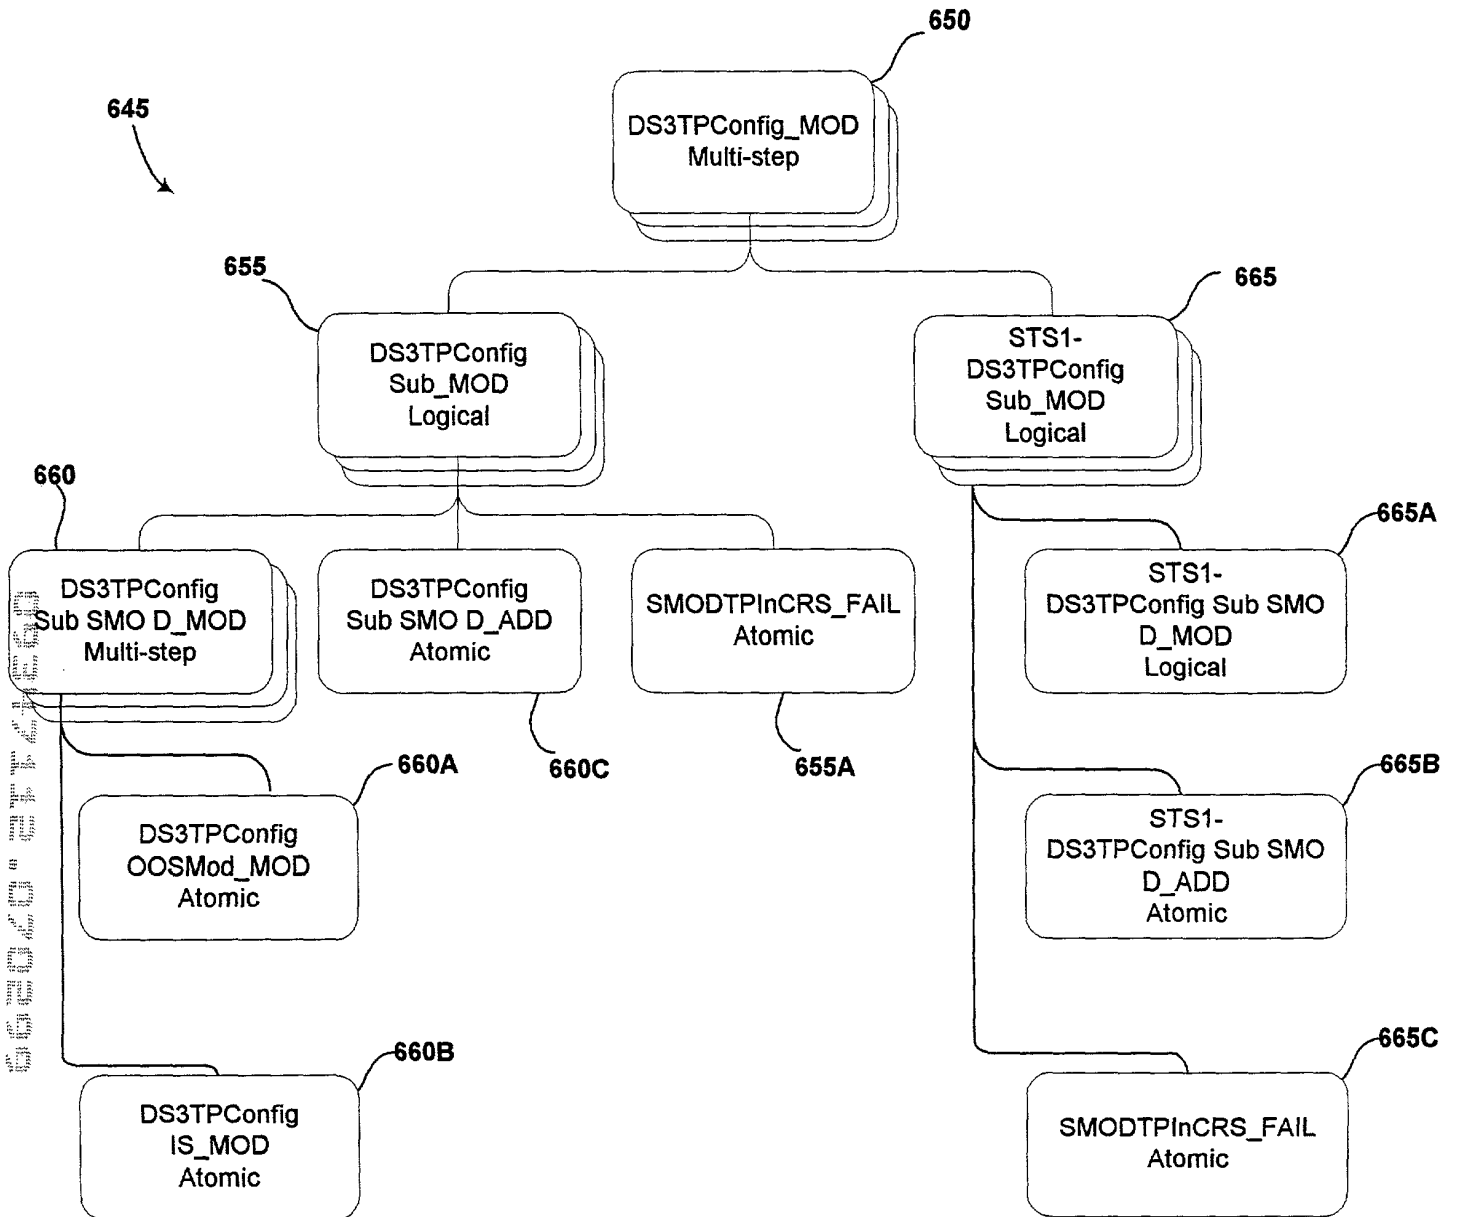 650
645
DS3TPConfig_MOD
Multi-step
655
665
DS3TPConfig
Sub_MOD
Logical
STS1-
DS3TPConfig
Sub_MOD
Logical
660
665A
DS3TPConfig
Sub SMO D_MOD
Multi-step
DS3TPConfig
Sub SMO D_ADD
Atomic
SMODTPInCRS_FAIL
Atomic
STS1-
DS3TPConfig Sub SMO
D_MOD
Logical
660A
660C
655A
665B
DS3TPConfig
OOSMod_MOD
Atomic
STS1-
DS3TPConfig Sub SMO
D_ADD
Atomic
660B
665C
DS3TPConfig
IS_MOD
Atomic
SMODTPInCRS_FAIL
Atomic